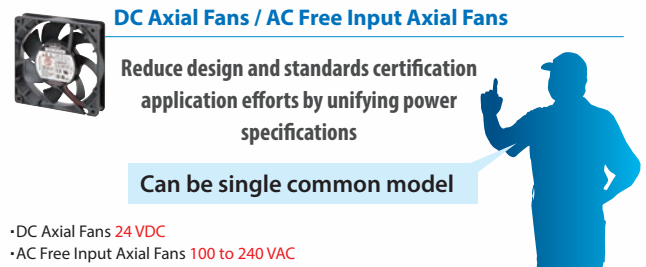 DC Axial Fans / AC Free Input Axial Fans
Reduce design and standards certification
application efforts by unifying power
specifications
Can be single common model
・DC Axial Fans 24 VDC
・AC Free Input Axial Fans 100 to 240 VAC